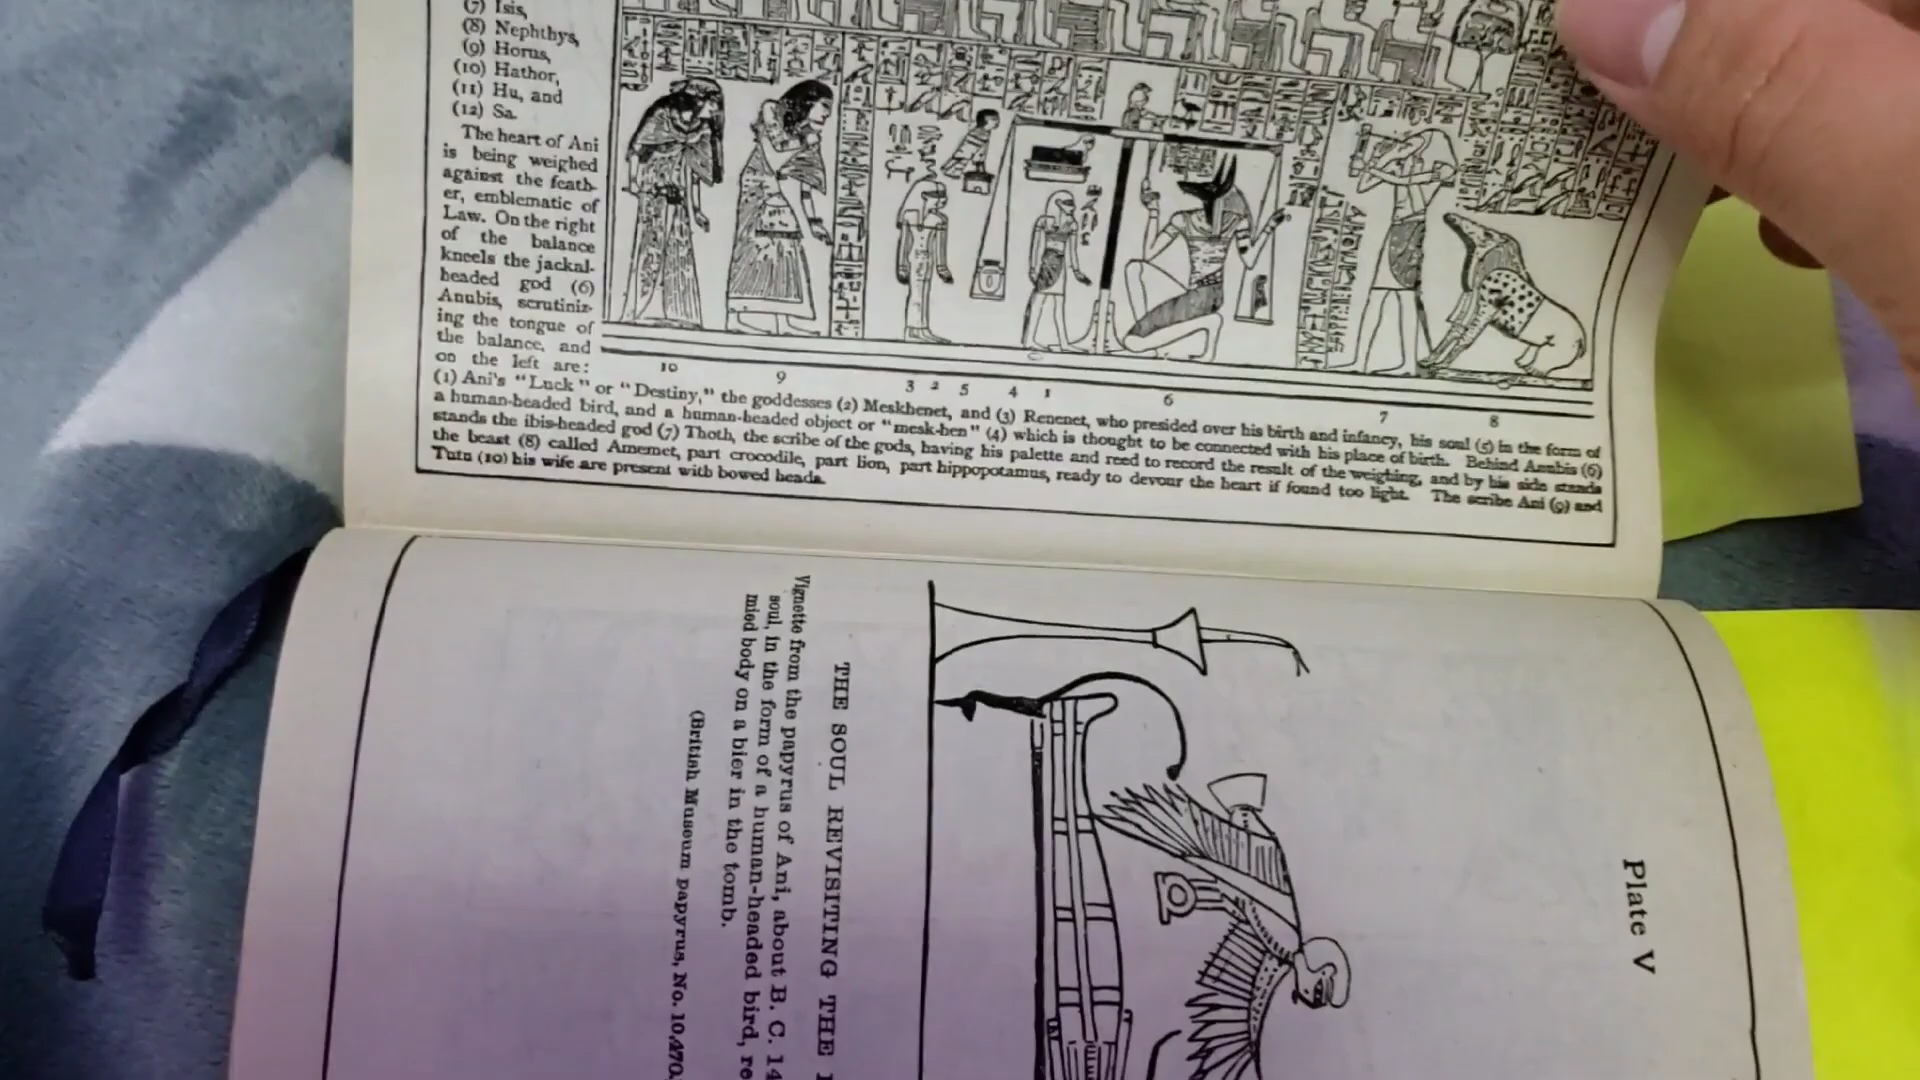 (7) Isis,
(8) Nephthys,
(9) Horus,
(10) Hathor,
(11) Hu, and
(12) Sa.
The heart of Ani
is being weighed
against the feath-
er, emblematic of
Law. On the right
of the balance
kneels the jackal-
headed god (6)
Anubis, scrutiniz-
ing the tongue of
the balance, and
on the left are:
10 9 3 2 5 4 1 6 7 8
(1) Ani's "Luck" or "Destiny," the goddesses (2) Meskhenet, and (3) Renenet, who presided over his birth and infancy, his soul (5) in the form of
a human-headed bird, and a human-headed object or "mesk-hen" (4) which is thought to be connected with his place of birth. Behind Anubis (6)
stands the ibis-headed god (7) Thoth, the scribe of the gods, having his palette and reed to record the result of the weighing, and by his side stands
the beast (8) called Amemet, part crocodile, part lion, part hippopotamus, ready to devour the heart if found too light. The scribe Ani (9) and
Tutu (10) his wife are present with bowed heads.
Plate V
THE SOUL REVISITING THE
Vignette from the papyrus of Ani, about B. C. 14
soul, in the form of a human-headed bird, re
mied body on a bier in the tomb.
(British Museum papyrus, No. 10,470.